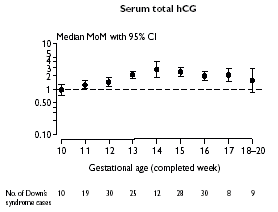 Serum total hCG
Median MoM with 95% CI
10
5
4
3
2
1
0.50
0.10
10 11 12 13 14 15 16 17 18–20
Gestational age (completed week)
No. of Down's 10 19 30 25 12 28 30 8 9
syndrome cases